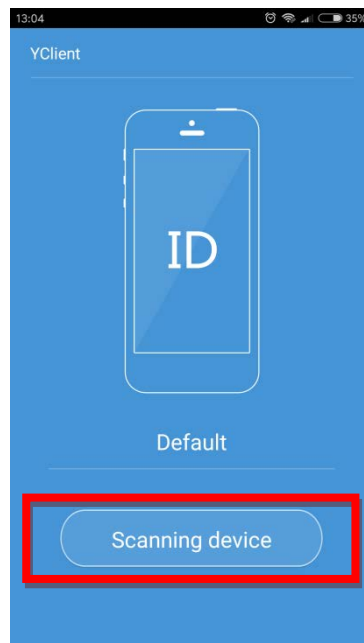 13:04 35%
YClient
ID
Default
Scanning device